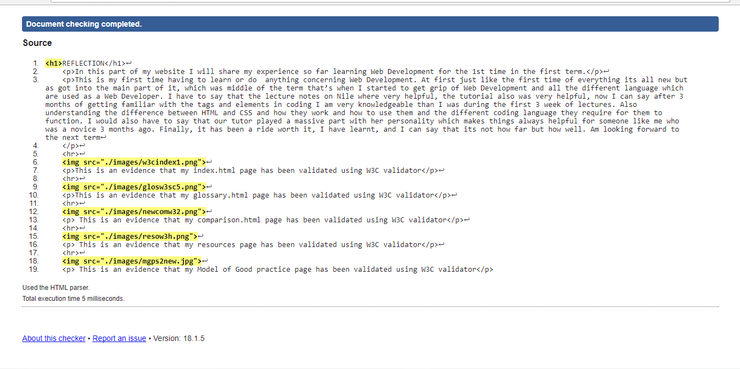 Document checking completed.
Source
1. <h1>REFLECTION</h1>↩
2. <p>In this part of my website I will share my experience so far learning Web Development for the 1st time in the first term.</p>↩
3. <p>This is my first time having to learn or do anything concerning Web Development. At first just like the first time of everything its all new but
as got into the main part of it, which was middle of the term that's when I started to get grip of Web Development and all the different language which
are used as a Web Developer. I have to say that the lecture notes on Nile where very helpful, the tutorial also was very helpful, now I can say after 3
months of getting familiar with the tags and elements in coding I am very knowledgeable than I was during the first 3 week of lectures. Also
understanding the difference between HTML and CSS and how they work and how to use them and the different coding language they require for them to
function. I would also have to say that our tutor played a massive part with her personality which makes things always helpful for someone like me who
was a novice 3 months ago. Finally, it has been a ride worth it, I have learnt, and I can say that its not how far but how well. Am looking forward to
the next term↩
4. </p>↩
5. <hr>↩
6. <img src="./images/w3cindex1.png">↩
7. <p>This is an evidence that my index.html page has been validated using W3C validator</p>↩
8. <hr>↩
9. <img src="./images/glosw3sc5.png">↩
10. <p>This is an evidence that my glossary.html page has been validated using W3C validator</p>↩
11. <hr>↩
12. <img src="./images/newcomw32.png">↩
13. <p> This is an evidence that my comparison.html page has been validated using W3C validator</p>↩
14. <hr>↩
15. <img src="./images/resow3h.png">↩
16. <p> This is an evidence that my resources page has been validated using W3C validator</p>↩
17. <hr>↩
18. <img src="./images/mgps2new.jpg">↩
19. <p> This is an evidence that my Model of Good practice page has been validated using W3C validator</p>
Used the HTML parser.
Total execution time 5 milliseconds.
About this checker • Report an issue • Version: 18.1.5